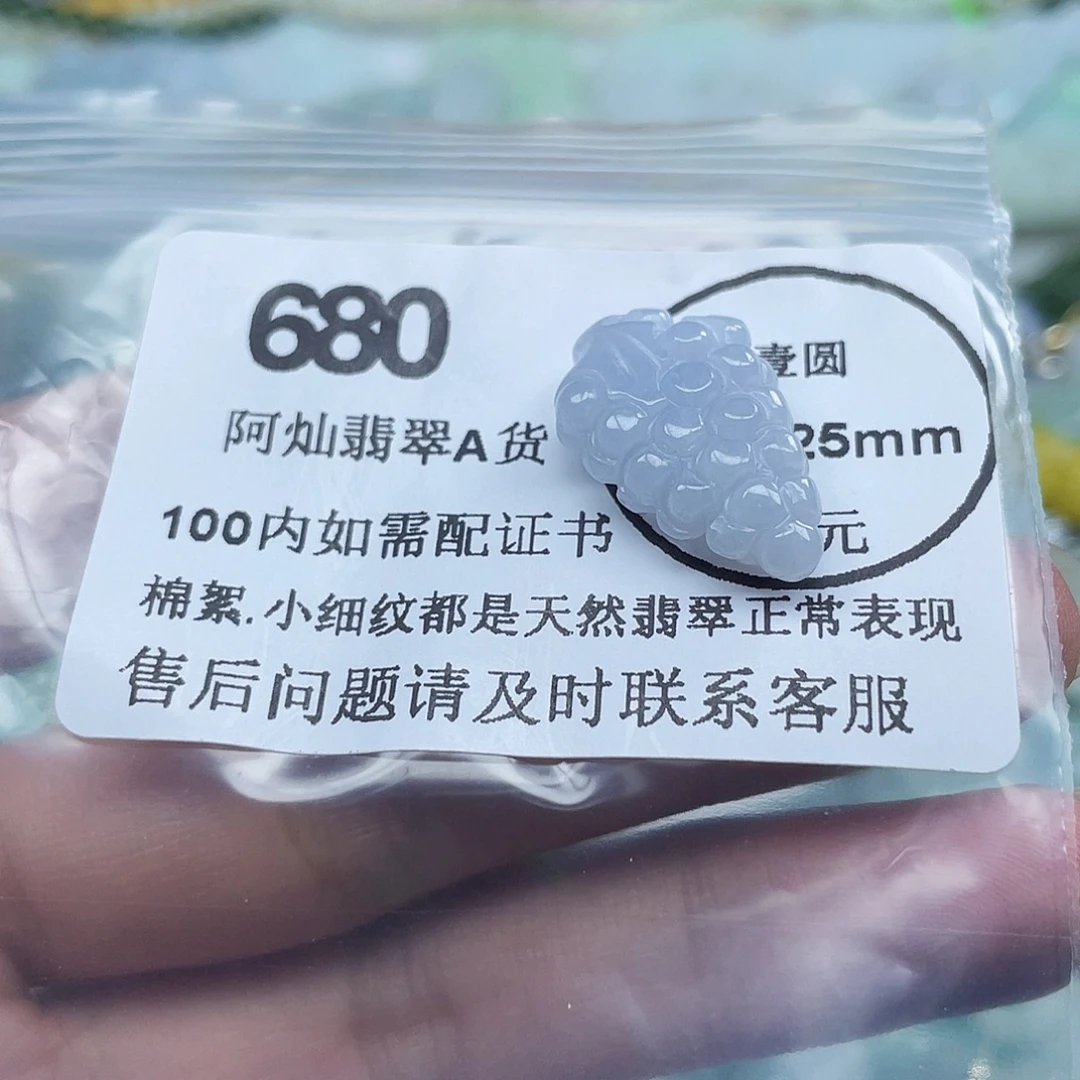 680
壹圆
阿灿翡翠A货
25mm
100内如需配证书
元
棉絮.小细纹都是天然翡翠正常表现
售后问题请及时联系客服